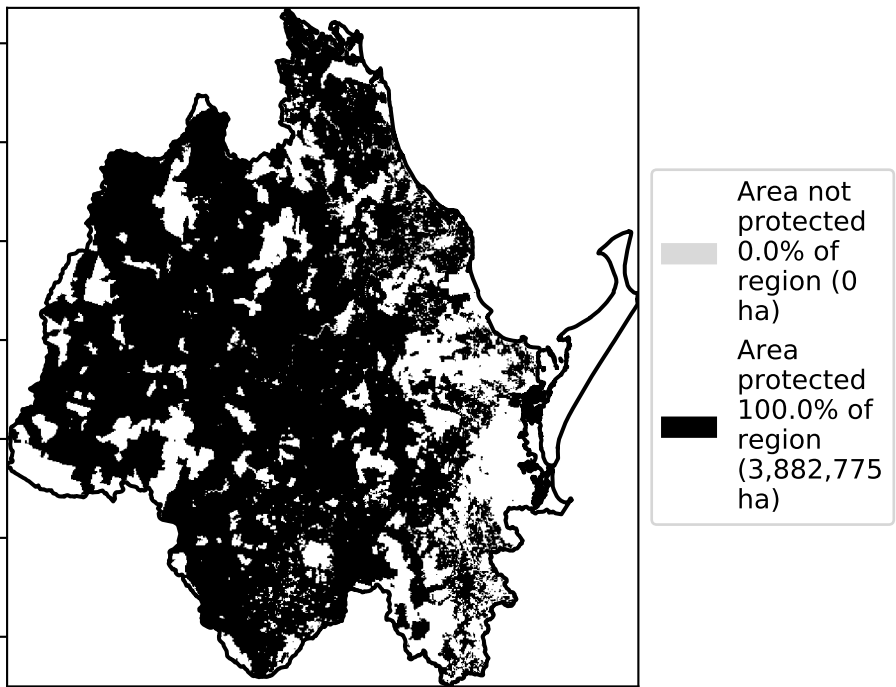 Area not
protected
0.0% of
region (0
ha)
Area
protected
100.0% of
region
(3,882,775
ha)